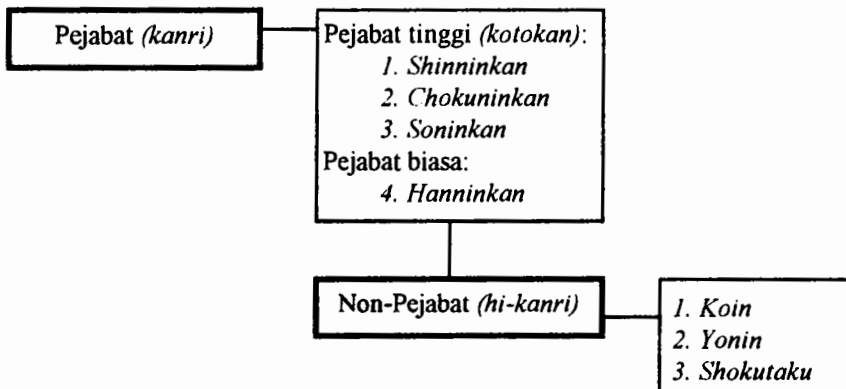 Pejabat (kanri)
Pejabat tinggi (kotokan):
1. Shinninkan
2. Chokuninkan
3. Soninkan
Pejabat biasa:
4. Hanninkan
Non-Pejabat (hi-kanri)
1. Koin
2. Yonin
3. Shokutaku